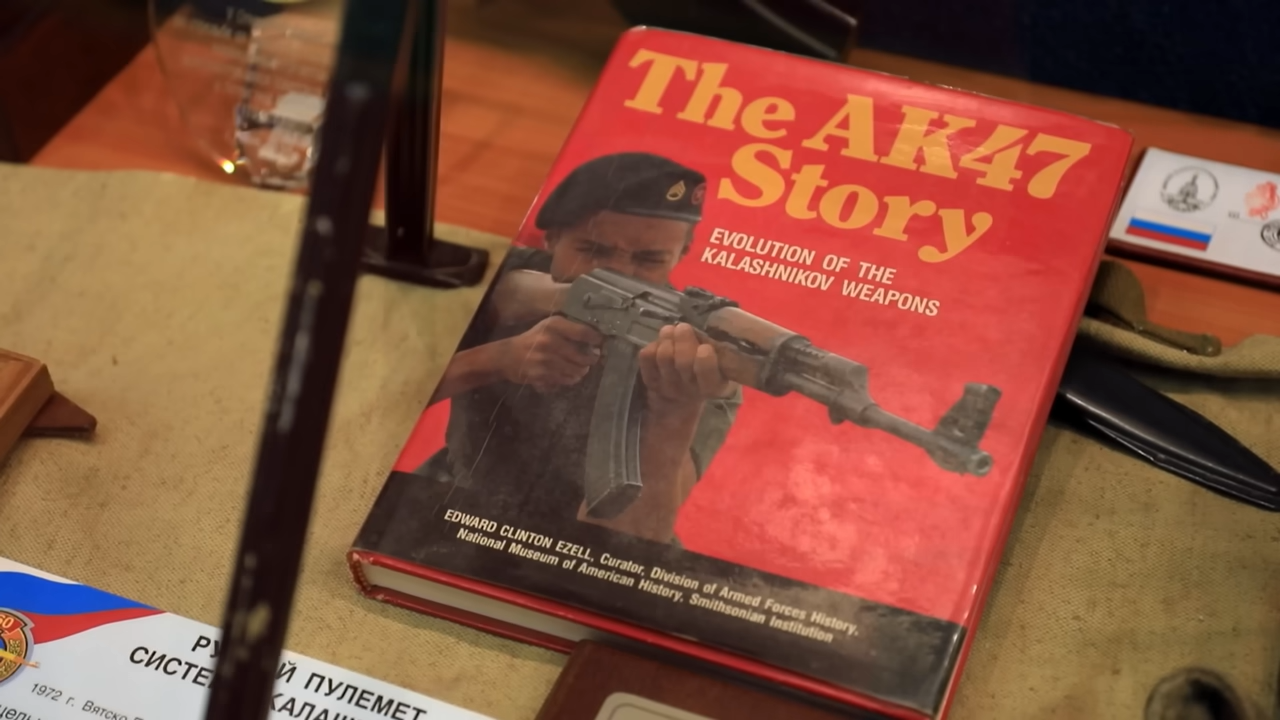 The AK47
Story
EVOLUTION OF THE
KALASHNIKOV WEAPONS
EDWARD CLINTON EZELL, Curator, Division of Armed Forces History,
National Museum of American History, Smithsonian Institution
ПУЛЕМЕТ
1972 г.